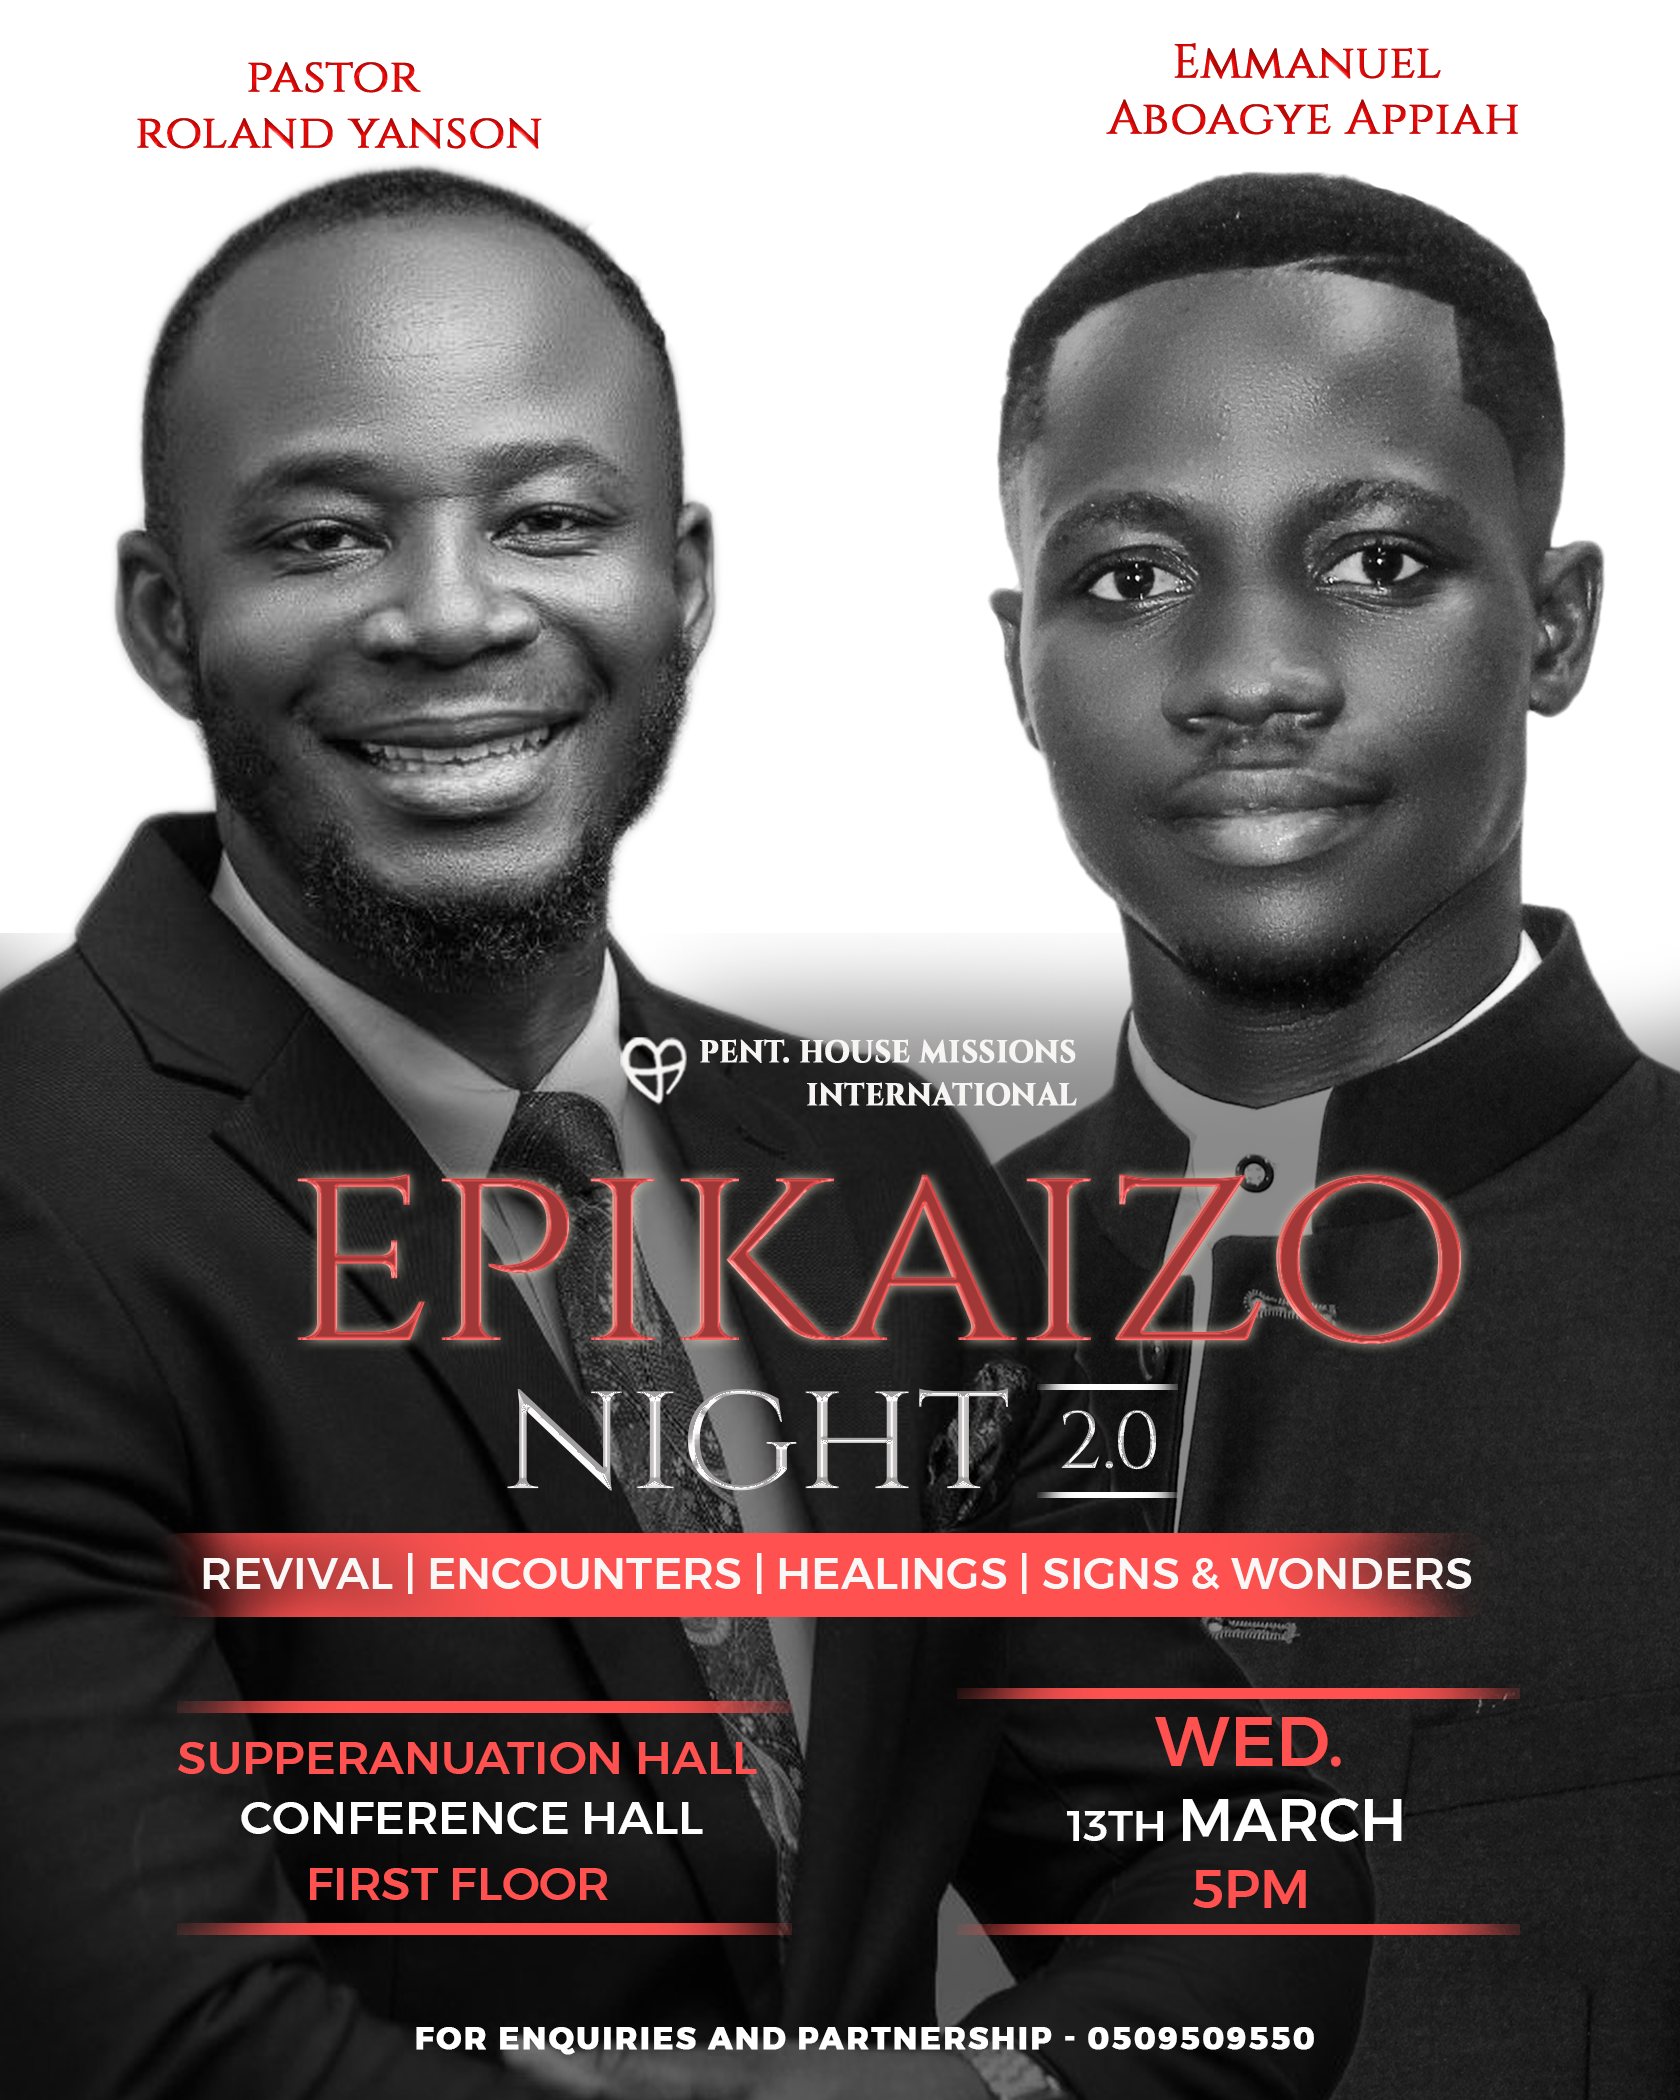 PASTOR
ROLAND YANSON
EMMANUEL
ABOAGYE APPIAH
PENT. HOUSE MISSIONS
INTERNATIONAL
EPIKAIZO
NIGHT 2.0
REVIVAL | ENCOUNTERS | HEALINGS | SIGNS & WONDERS
SUPPERANUATION HALL
CONFERENCE HALL
FIRST FLOOR
WED.
13TH MARCH
5PM
FOR ENQUIRIES AND PARTNERSHIP - 0509509550